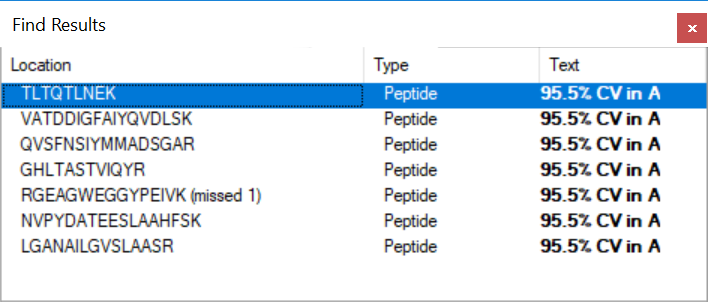 Find Results
x
Location Type Text
TLTQTLNEK Peptide 95.5% CV in A
VATDDIGFAIYQVDLSK Peptide 95.5% CV in A
QVSFNSIYMMADSGAR Peptide 95.5% CV in A
GHLTASTVIQYR Peptide 95.5% CV in A
RGEAGWEGGYPEIVK (missed 1) Peptide 95.5% CV in A
NVPYDATEESLAAHFSK Peptide 95.5% CV in A
LGANAILGVSLAASR Peptide 95.5% CV in A